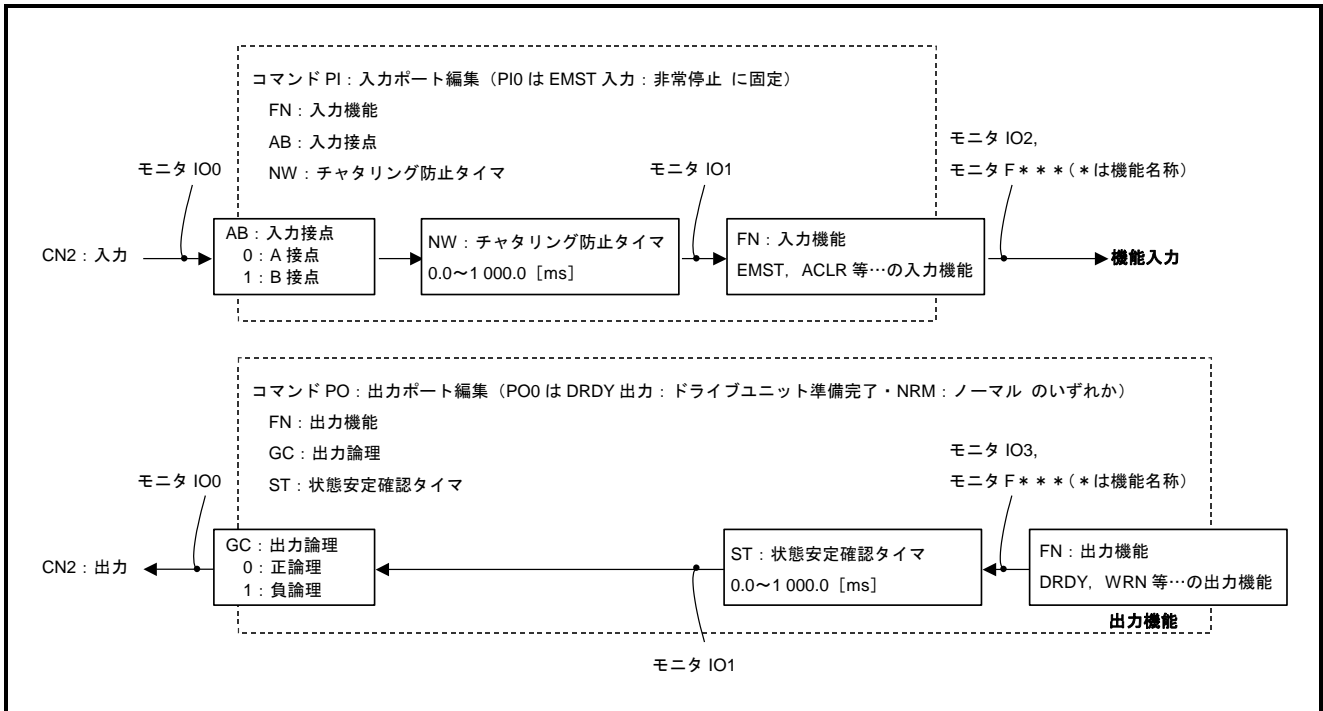 コマンド PI：入力ポート編集（PI0 は EMST 入力：非常停止 に固定）
FN：入力機能
AB：入力接点
NW：チャタリング防止タイマ
モニタ IO0
モニタ IO1
モニタ IO2,
モニタ F＊＊＊（＊は機能名称）
CN2：入力
AB：入力接点
0：A 接点
1：B 接点
NW：チャタリング防止タイマ
0.0～1 000.0［ms］
FN：入力機能
EMST，ACLR 等…の入力機能
機能入力
コマンド PO：出力ポート編集（PO0 は DRDY 出力：ドライブユニット準備完了・NRM：ノーマル のいずれか）
FN：出力機能
GC：出力論理
ST：状態安定確認タイマ
モニタ IO0
モニタ IO3,
モニタ F＊＊＊（＊は機能名称）
CN2：出力
GC：出力論理
0：正論理
1：負論理
ST：状態安定確認タイマ
0.0～1 000.0［ms］
FN：出力機能
DRDY，WRN 等…の出力機能
出力機能
モニタ IO1